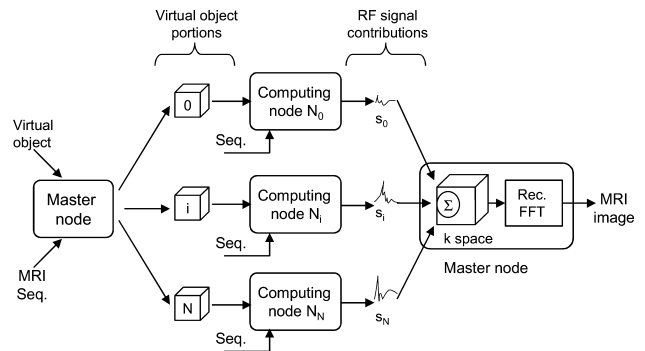 Virtual object
portions
RF signal
contributions
0
Computing
node N0
Seq.
s0
Virtual
object
Master
node
MRI
Seq.
i
Computing
node Ni
Seq.
si
Σ
k space
Rec.
FFT
Master node
MRI
image
N
Computing
node NN
Seq.
sN